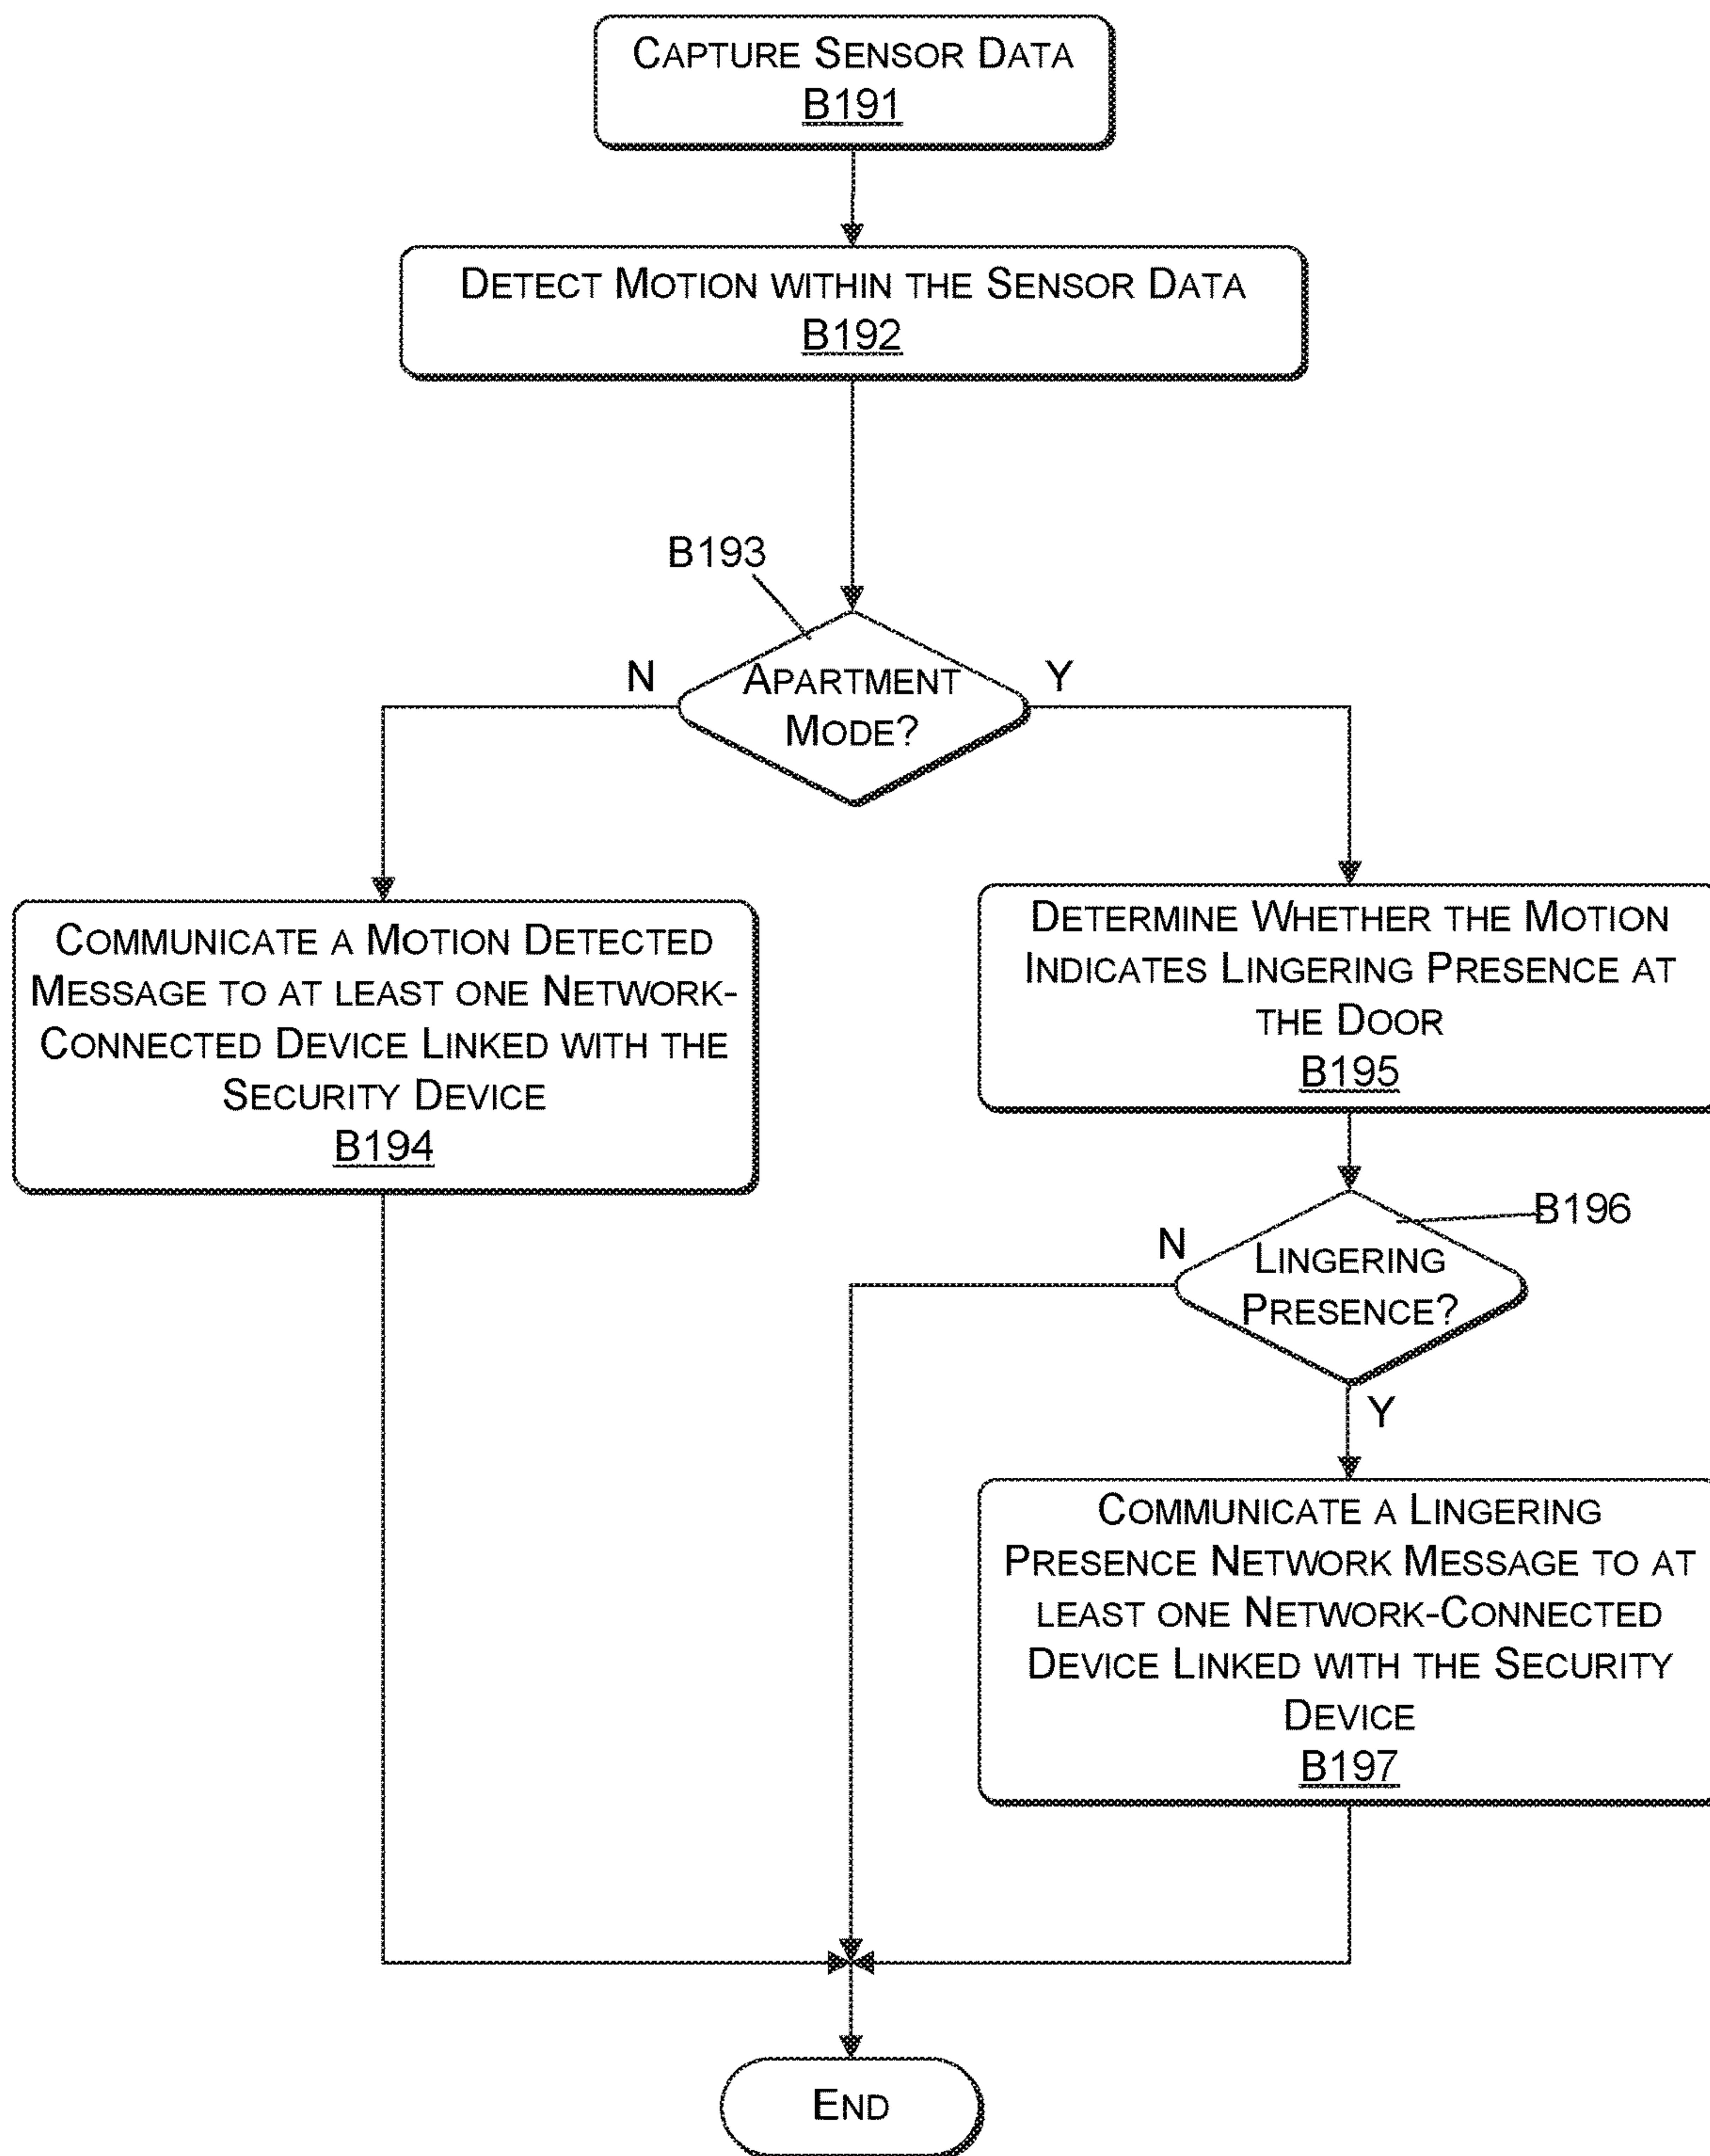 CAPTURE SENSOR DATA
B191
DETECT MOTION WITHIN THE SENSOR DATA
B192
B193
N
APARTMENT
MODE?
Y
COMMUNICATE A MOTION DETECTED
MESSAGE TO AT LEAST ONE NETWORK-
CONNECTED DEVICE LINKED WITH THE
SECURITY DEVICE
B194
DETERMINE WHETHER THE MOTION
INDICATES LINGERING PRESENCE AT
THE DOOR
B195
B196
N
LINGERING
PRESENCE?
Y
COMMUNICATE A LINGERING
PRESENCE NETWORK MESSAGE TO AT
LEAST ONE NETWORK-CONNECTED
DEVICE LINKED WITH THE SECURITY
DEVICE
B197
END